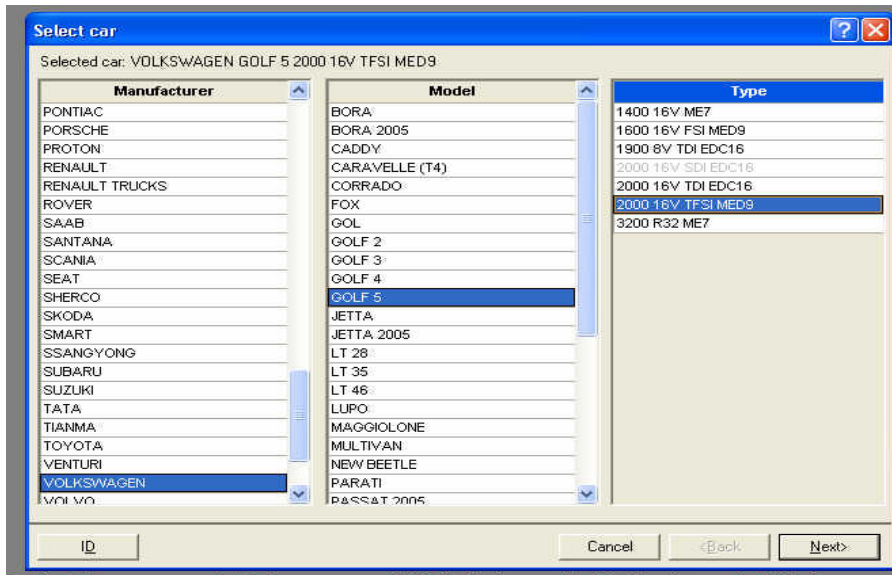 Select car
Selected car: VOLKSWAGEN GOLF 5 2000 16V TFSI MED9
Manufacturer
PONTIAC
PORSCHE
PROTON
RENAULT
RENAULT TRUCKS
ROVER
SAAB
SANTANA
SCANIA
SEAT
SHERCO
SKODA
SMART
SSANGYONG
SUBARU
SUZUKI
TATA
TIANMA
TOYOTA
VENTURI
VOLKSWAGEN
VOLVO
Model
BORA
BORA 2005
CADDY
CARAVELLE (T4)
CORRADO
FOX
GOL
GOLF 2
GOLF 3
GOLF 4
GOLF 5
JETTA
JETTA 2005
LT 28
LT 35
LT 46
LUPO
MAGGIOLONE
MULTIVAN
NEW BEETLE
PARATI
PASSAT 2005
Type
1400 16V ME7
1600 16V FSI MED9
1900 8V TDI EDC16
2000 16V SDI EDC16
2000 16V TDI EDC16
2000 16V TFSI MED9
3200 R32 ME7
ID
Cancel
<Back
Next>